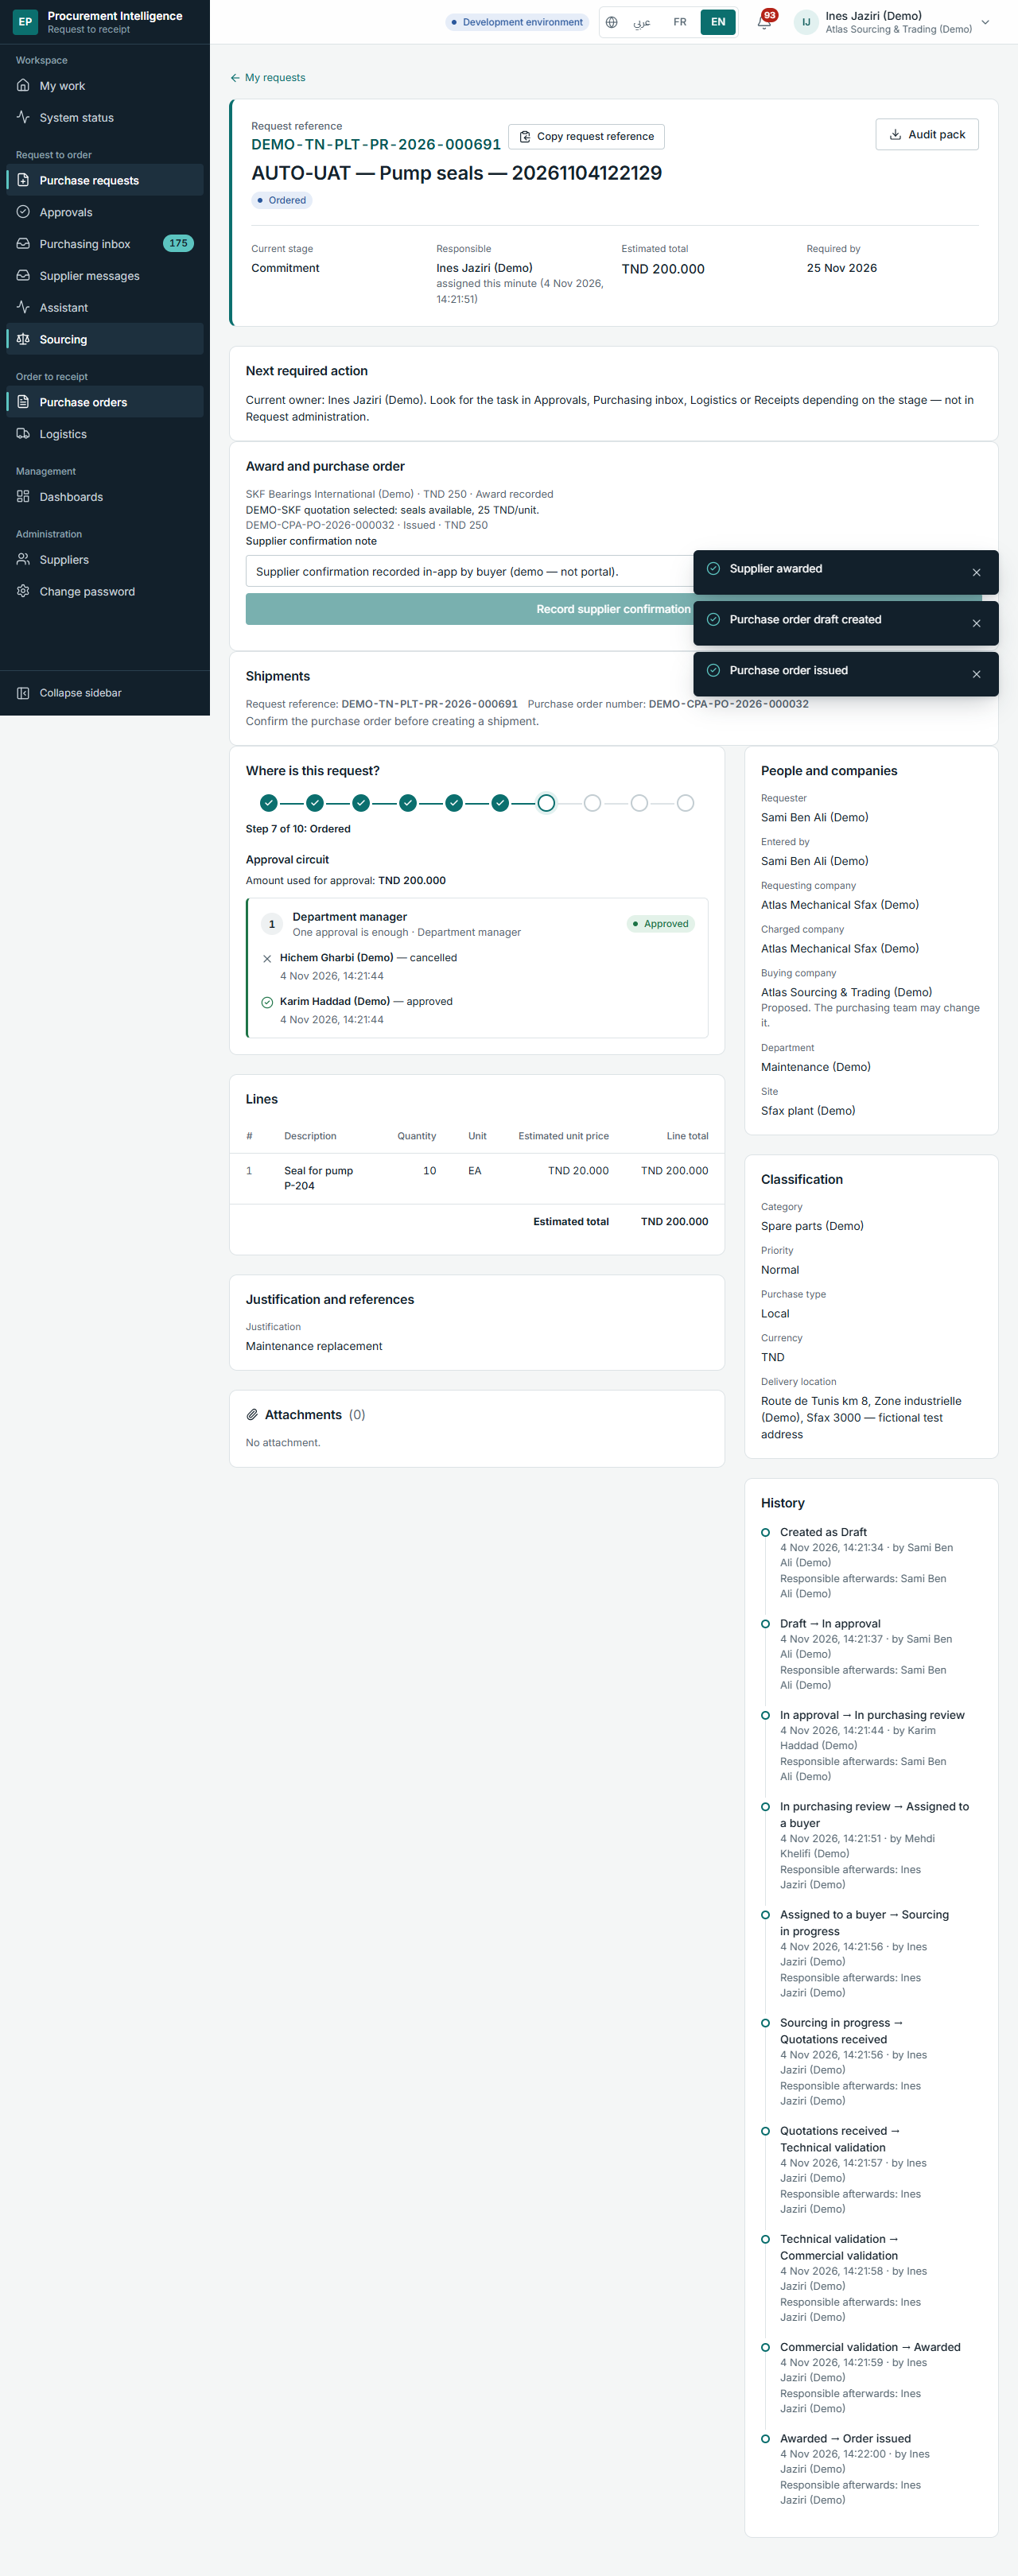 EP
Procurement Intelligence
Request to receipt
Development environment
عربي
FR
EN
93
IJ
Ines Jaziri (Demo)
Atlas Sourcing & Trading (Demo)
Workspace
My work
System status
Request to order
Purchase requests
Approvals
Purchasing inbox
175
Supplier messages
Assistant
Sourcing
Order to receipt
Purchase orders
Logistics
Management
Dashboards
Administration
Suppliers
Change password
Collapse sidebar
← My requests
Request reference
DEMO-TN-PLT-PR-2026-000691
Copy request reference
Audit pack
AUTO-UAT — Pump seals — 20261104122129
Ordered
Current stage
Commitment
Responsible
Ines Jaziri (Demo)
assigned this minute (4 Nov 2026,
14:21:51)
Estimated total
TND 200.000
Required by
25 Nov 2026
Next required action
Current owner: Ines Jaziri (Demo). Look for the task in Approvals, Purchasing inbox, Logistics or Receipts depending on the stage — not in
Request administration.
Award and purchase order
SKF Bearings International (Demo) · TND 250 · Award recorded
DEMO-SKF quotation selected: seals available, 25 TND/unit.
DEMO-CPA-PO-2026-000032 · Issued · TND 250
Supplier confirmation note
Supplier confirmation recorded in-app by buyer (demo — not portal).
Record supplier confirmation
Supplier awarded
Purchase order draft created
Purchase order issued
Shipments
Request reference: DEMO-TN-PLT-PR-2026-000691 Purchase order number: DEMO-CPA-PO-2026-000032
Confirm the purchase order before creating a shipment.
Where is this request?
Step 7 of 10: Ordered
Approval circuit
Amount used for approval: TND 200.000
1
Department manager
One approval is enough · Department manager
Approved
Hichem Gharbi (Demo) — cancelled
4 Nov 2026, 14:21:44
Karim Haddad (Demo) — approved
4 Nov 2026, 14:21:44
Lines
# Description Quantity Unit Estimated unit price Line total
1 Seal for pump P-204 10 EA TND 20.000 TND 200.000
Estimated total TND 200.000
Justification and references
Justification
Maintenance replacement
Attachments (0)
No attachment.
People and companies
Requester
Sami Ben Ali (Demo)
Entered by
Sami Ben Ali (Demo)
Requesting company
Atlas Mechanical Sfax (Demo)
Charged company
Atlas Mechanical Sfax (Demo)
Buying company
Atlas Sourcing & Trading (Demo)
Proposed. The purchasing team may change
it.
Department
Maintenance (Demo)
Site
Sfax plant (Demo)
Classification
Category
Spare parts (Demo)
Priority
Normal
Purchase type
Local
Currency
TND
Delivery location
Route de Tunis km 8, Zone industrielle
(Demo), Sfax 3000 — fictional test
address
History
Created as Draft
4 Nov 2026, 14:21:34 · by Sami Ben
Ali (Demo)
Responsible afterwards: Sami Ben
Ali (Demo)
Draft → In approval
4 Nov 2026, 14:21:37 · by Sami Ben
Ali (Demo)
Responsible afterwards: Sami Ben
Ali (Demo)
In approval → In purchasing review
4 Nov 2026, 14:21:44 · by Karim
Haddad (Demo)
Responsible afterwards: Sami Ben
Ali (Demo)
In purchasing review → Assigned to
a buyer
4 Nov 2026, 14:21:51 · by Mehdi
Khelifi (Demo)
Responsible afterwards: Ines
Jaziri (Demo)
Assigned to a buyer → Sourcing
in progress
4 Nov 2026, 14:21:56 · by Ines
Jaziri (Demo)
Responsible afterwards: Ines
Jaziri (Demo)
Sourcing in progress →
Quotations received
4 Nov 2026, 14:21:56 · by Ines
Jaziri (Demo)
Responsible afterwards: Ines
Jaziri (Demo)
Quotations received →
Technical validation
4 Nov 2026, 14:21:57 · by Ines
Jaziri (Demo)
Responsible afterwards: Ines
Jaziri (Demo)
Technical validation →
Commercial validation
4 Nov 2026, 14:21:58 · by Ines
Jaziri (Demo)
Responsible afterwards: Ines
Jaziri (Demo)
Commercial validation → Awarded
4 Nov 2026, 14:21:59 · by Ines
Jaziri (Demo)
Responsible afterwards: Ines
Jaziri (Demo)
Awarded → Order issued
4 Nov 2026, 14:22:00 · by Ines
Jaziri (Demo)
Responsible afterwards: Ines
Jaziri (Demo)